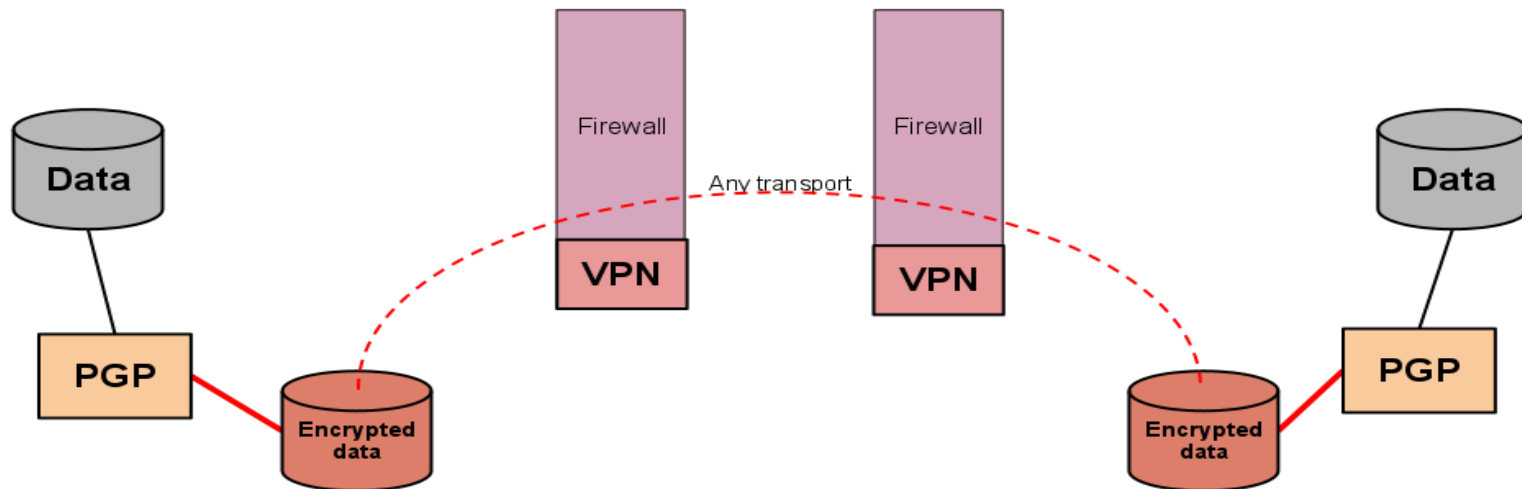 Firewall
Firewall
Data
Data
Any transport
VPN
VPN
PGP
PGP
Encrypted
data
Encrypted
data